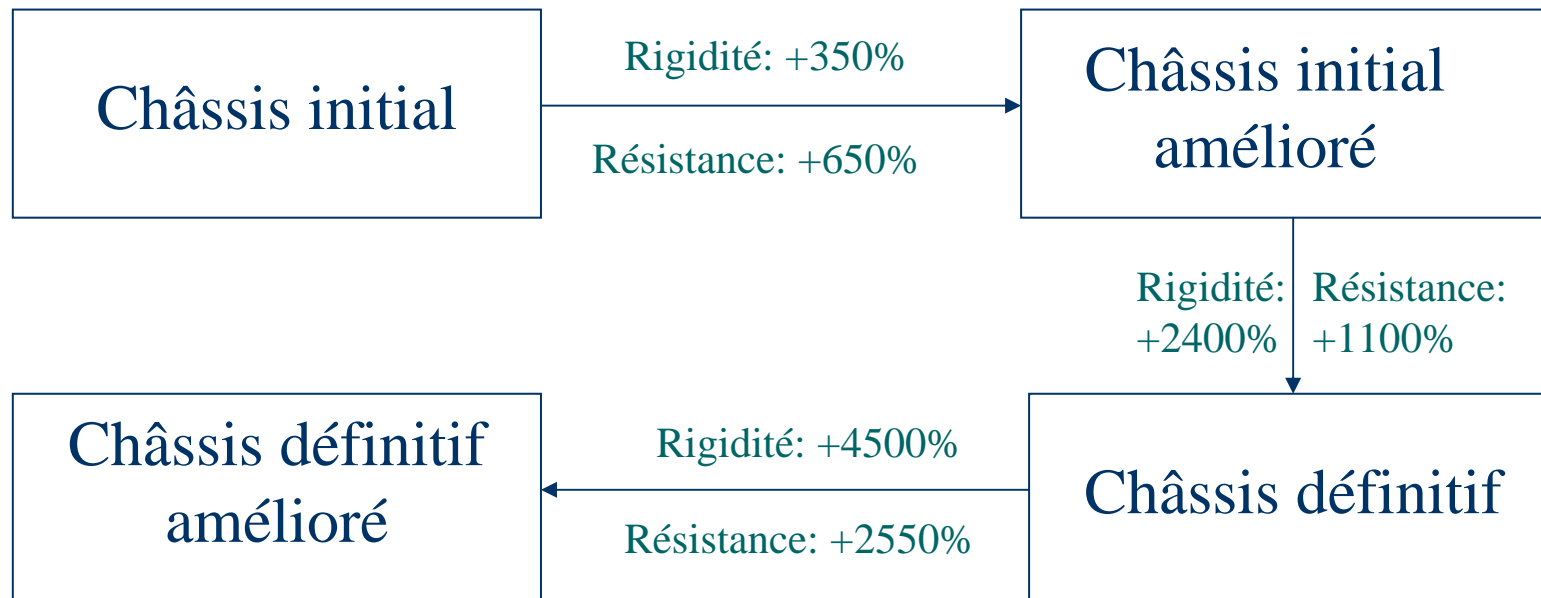 Châssis initial
Rigidité: +350%
Résistance: +650%
Châssis initial
amélioré
Rigidité:
+2400%
Résistance:
+1100%
Châssis définitif
amélioré
Rigidité: +4500%
Résistance: +2550%
Châssis définitif